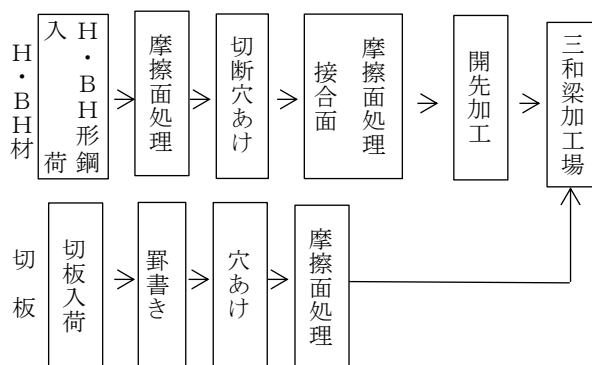 H・BH材
H・BH形鋼
入荷
摩擦面処理
切断穴あけ
摩擦面処理
接合面
開先加工
三和梁加工場
切板
切板入荷
罫書き
穴あけ
摩擦面処理